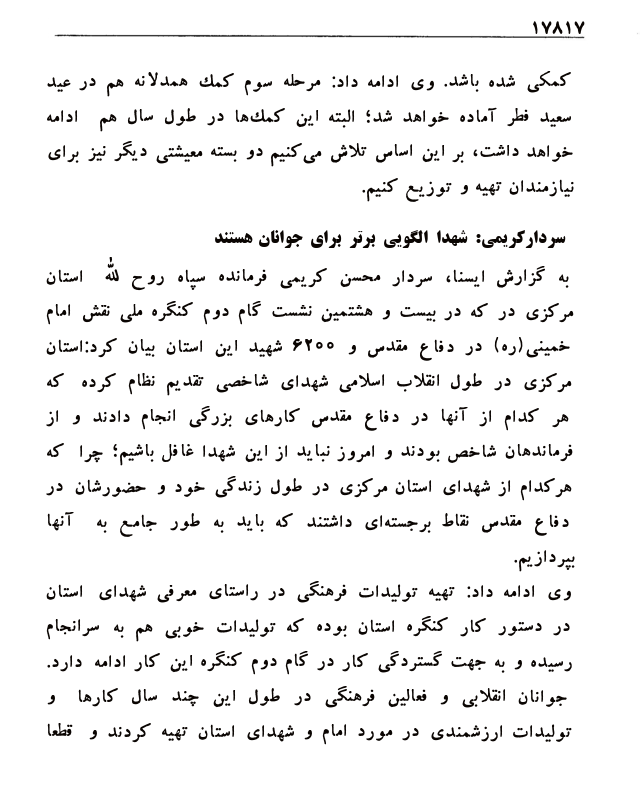 ۱۷۸۱۷
کمکی شده باشد. وی ادامه داد: مرحله سوم کمك همدلانه هم در عید
سعید فطر آماده خواهد شد؛ البته این کمك‌ها در طول سال هم ادامه
خواهد داشت، بر این اساس تلاش می‌کنیم دو بسته معیشتی دیگر نیز برای
نیازمندان تهیه و توزیع کنیم.
سردارکریمی: شهدا الگویی برتر برای جوانان هستند
به گزارش ایسنا، سردار محسن کریمی فرمانده سپاه روح لله استان
مرکزی در که در بیست و هشتمین نشست گام دوم کنگره ملی نقش امام
خمینی(ره) در دفاع مقدس و ۶۲۰۰ شهید این استان بیان کرد:استان
مرکزی در طول انقلاب اسلامی شهدای شاخصی تقدیم نظام کرده که
هر کدام از آنها در دفاع مقدس کارهای بزرگی انجام دادند و از
فرماندهان شاخص بودند و امروز نباید از این شهدا غافل باشیم؛ چرا که
هرکدام از شهدای استان مرکزی در طول زندگی خود و حضورشان در
دفاع مقدس نقاط برجسته‌ای داشتند که باید به طور جامع به آنها
بپردازیم.
وی ادامه داد: تهیه تولیدات فرهنگی در راستای معرفی شهدای استان
در دستور کار کنگره استان بوده که تولیدات خوبی هم به سرانجام
رسیده و به جهت گستردگی کار در گام دوم کنگره این کار ادامه دارد.
جوانان انقلابی و فعالین فرهنگی در طول این چند سال کارها و
تولیدات ارزشمندی در مورد امام و شهدای استان تهیه کردند و قطعا